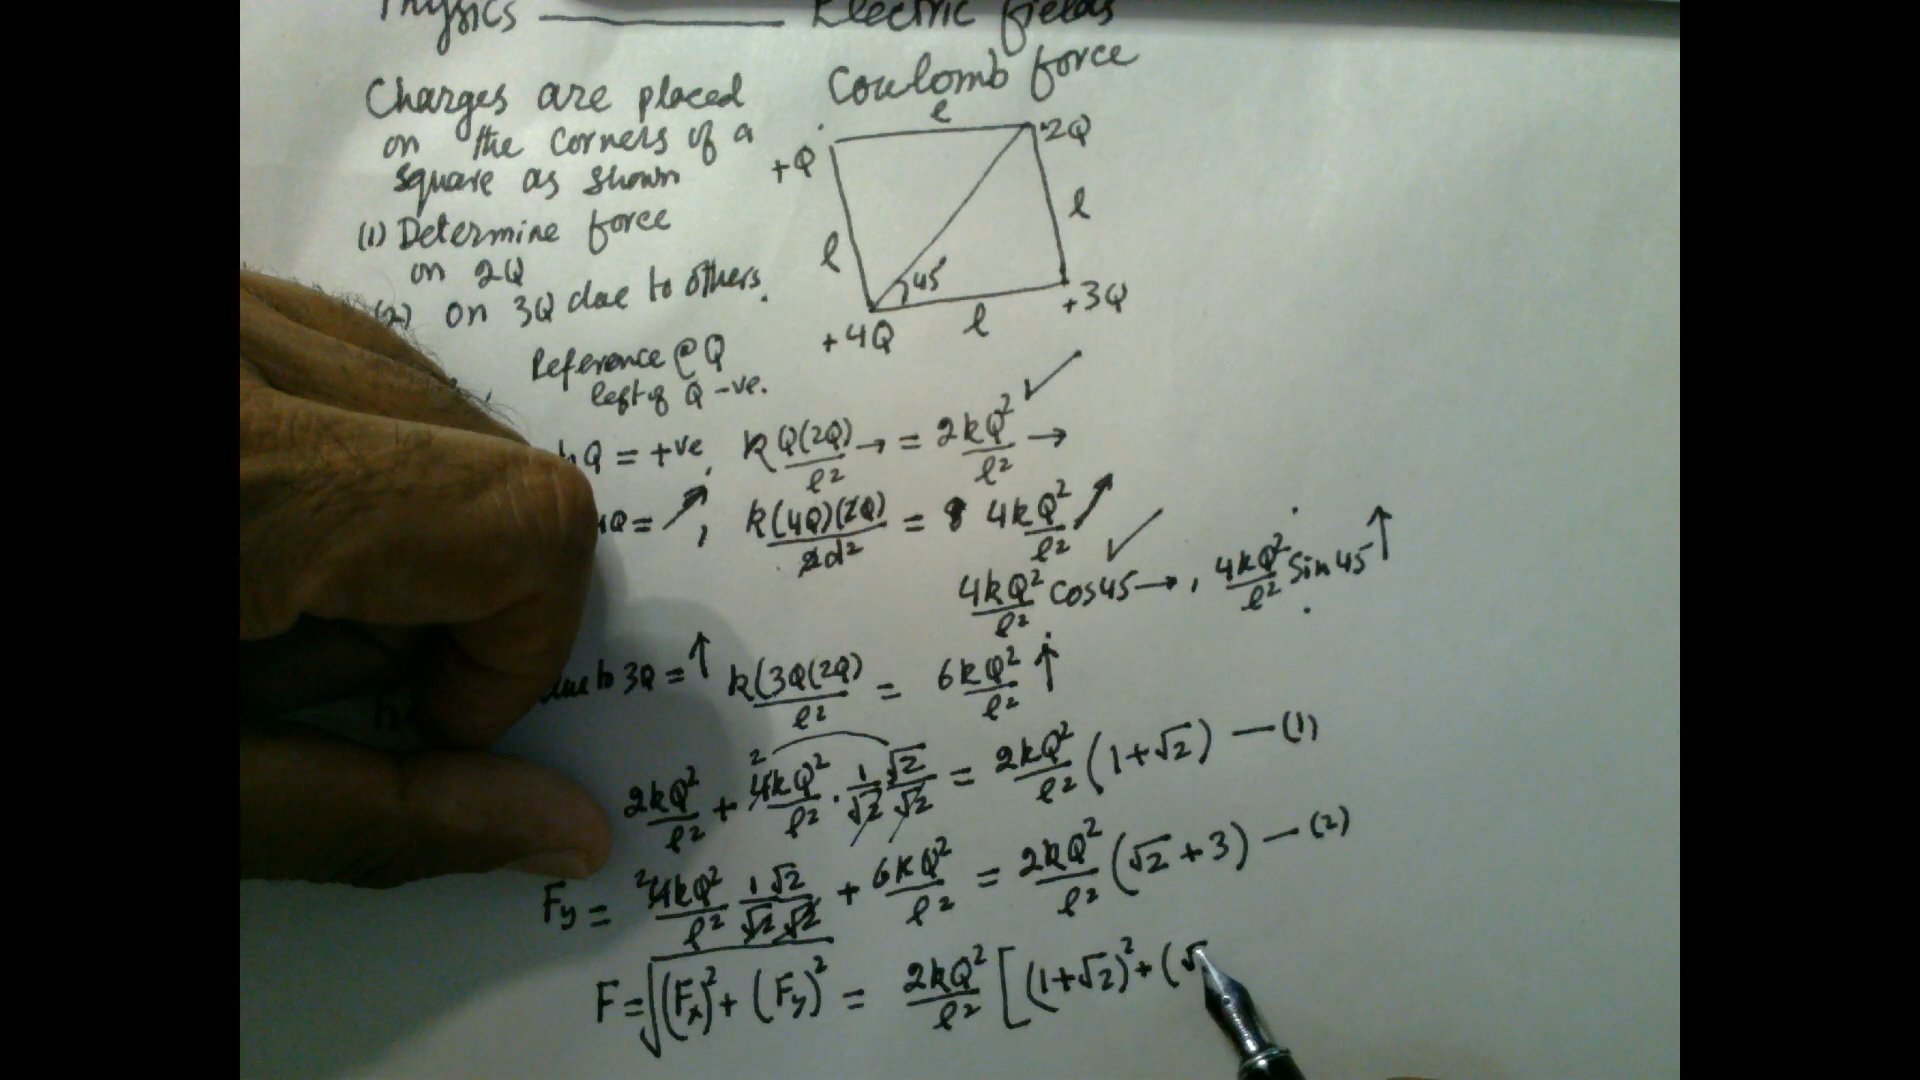 Physics ———— Electric fields
Coulomb force
Charges are placed
on the corners of a
square as shown
(1) Determine force
on 2Q
(2) on 3Q due to others.
l
2Q
+Q
l
l
45
+3Q
l
+4Q
Reference @ Q
left of Q -ve.
Q = +ve, k Q(2Q)/l² → = 2kQ²/l² →
Q = ↗, k(4Q)(2Q)/2d² = 4kQ²/l² ↗
4kQ²/l² cos45 →, 4kQ²/l² Sin45 ↑
due to 3Q = ↑ k(3Q(2Q)/l² = 6kQ²/l² ↑
2kQ²/l² + 4kQ²/l² · 1/√2 √2/√2 = 2kQ²/l² (1+√2) — (1)
Fy = 4kQ²/l² 1/√2 √2/√2 + 6kQ²/l² = 2kQ²/l² (√2 + 3) — (2)
F = √(Fx)² + (Fy)² = 2kQ²/l² [(1+√2)² + (√